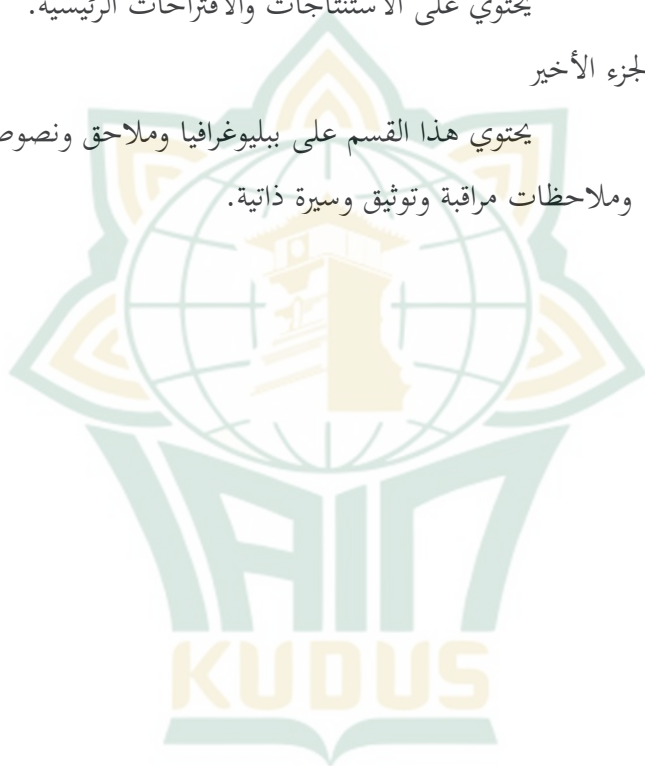 يحتوي على الاستنتاجات والاقتراحات الرئيسية.
لجزء الأخير
يحتوي هذا القسم على ببليوغرافيا وملاحق ونصوص
وملاحظات مراقبة وتوثيق وسيرة ذاتية.
IAIN
KUDUS